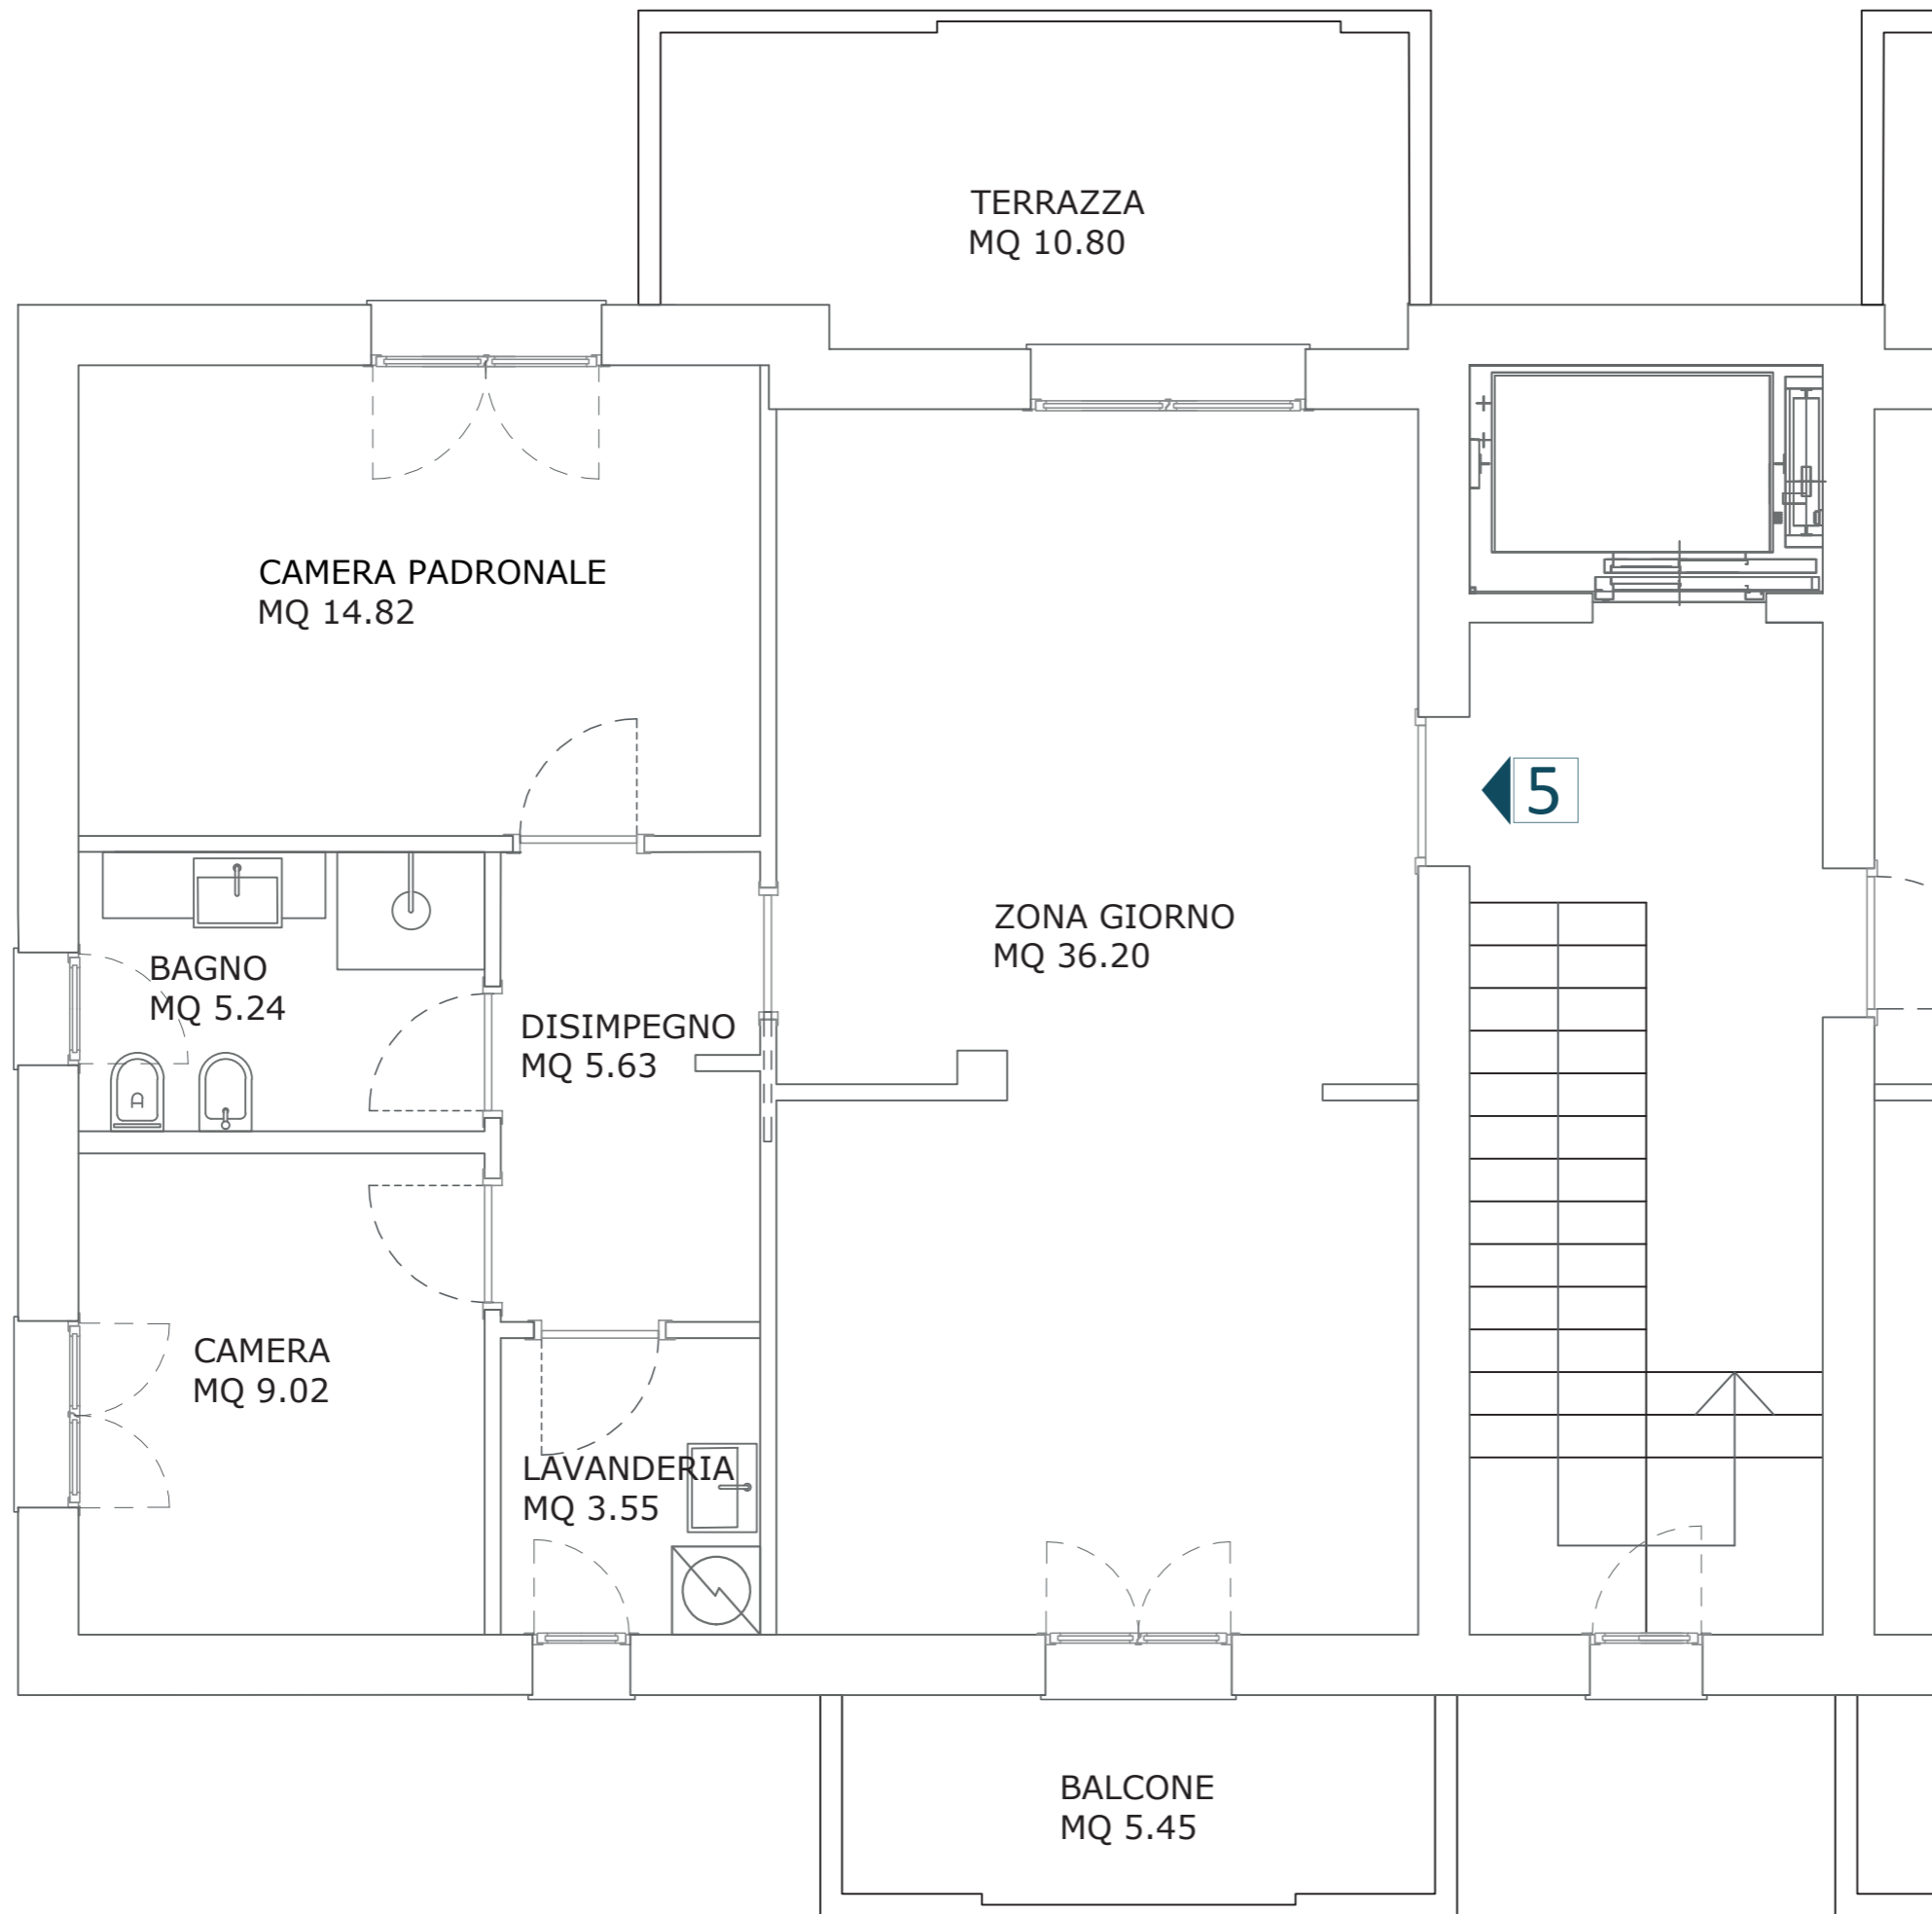 TERRAZZA
MQ 10.80
CAMERA PADRONALE
MQ 14.82
5
ZONA GIORNO
MQ 36.20
BAGNO
MQ 5.24
DISIMPEGNO
MQ 5.63
CAMERA
MQ 9.02
LAVANDERIA
MQ 3.55
BALCONE
MQ 5.45